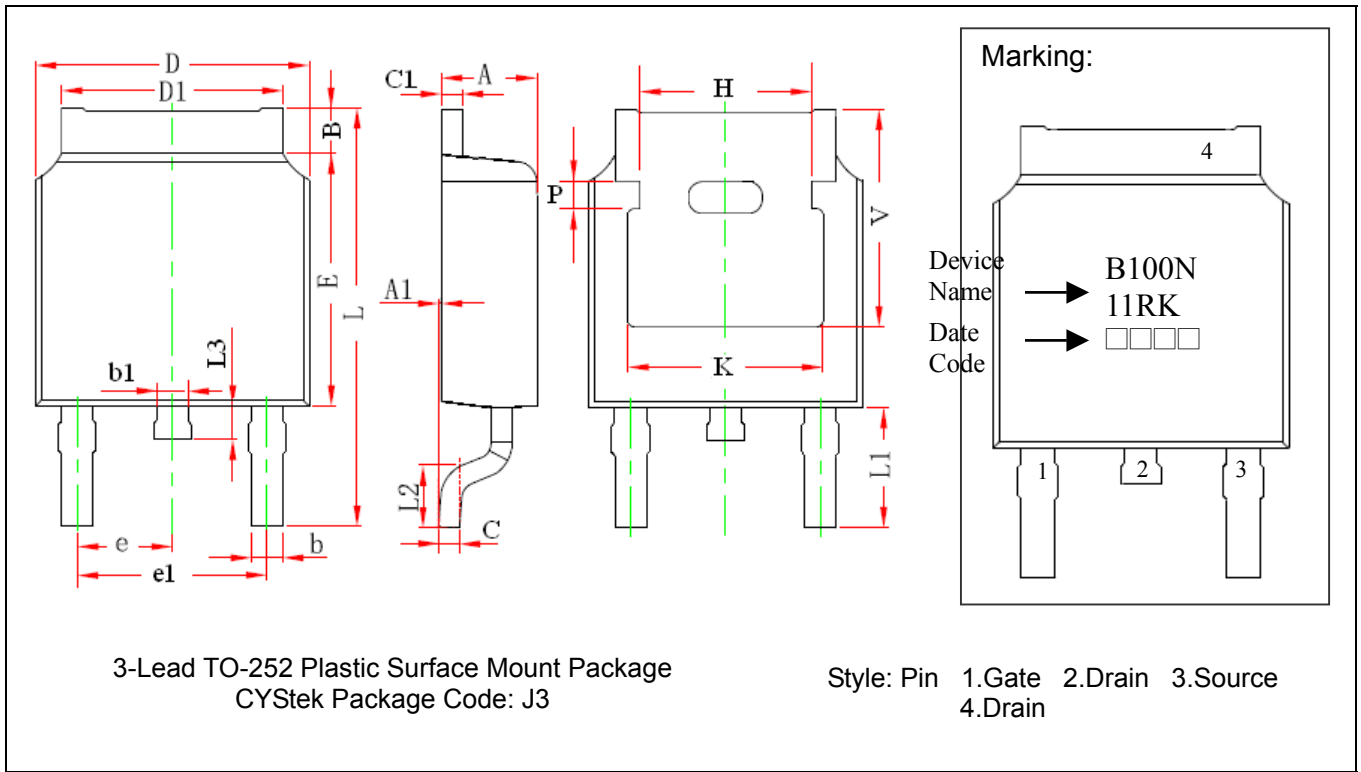 D
D1
B
E
L
L3
b1
e
b
e1
C1
A
A1
L2
C
H
P
V
K
L1
Marking:
4
Device
Name
B100N
11RK
Date
Code
□□□□
1
2
3
3-Lead TO-252 Plastic Surface Mount Package
CYStek Package Code: J3
Style: Pin 1.Gate 2.Drain 3.Source
4.Drain